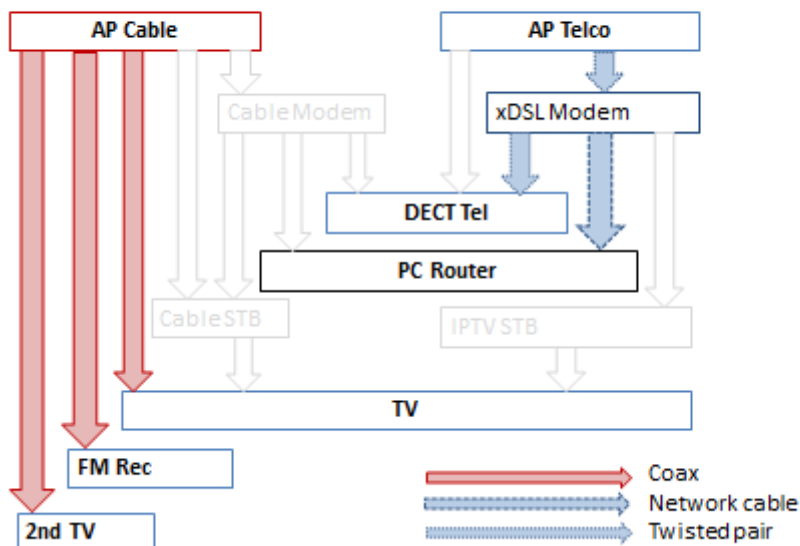 AP Cable
AP Telco
Cable Modem
xDSL Modem
DECT Tel
PC Router
Cable STB
IPTV STB
TV
FM Rec
Coax
Network cable
2nd TV
Twisted pair